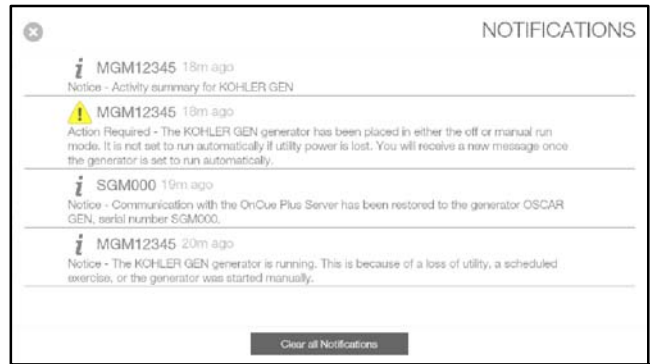 NOTIFICATIONS
i MGM12345 18m ago
Notice - Activity summary for KOHLER GEN
! MGM12345 18m ago
Action Required - The KOHLER GEN generator has been placed in either the off or manual run
mode. It is not set to run automatically if utility power is lost. You will receive a new message once
the generator is set to run automatically.
i SGM000 19m ago
Notice - Communication with the OnCue Plus Server has been restored to the generator OSCAR
GEN, serial number SGM000.
i MGM12345 20m ago
Notice - The KOHLER GEN generator is running. This is because of a loss of utility, a scheduled
exercise, or the generator was started manually.
Clear all Notifications